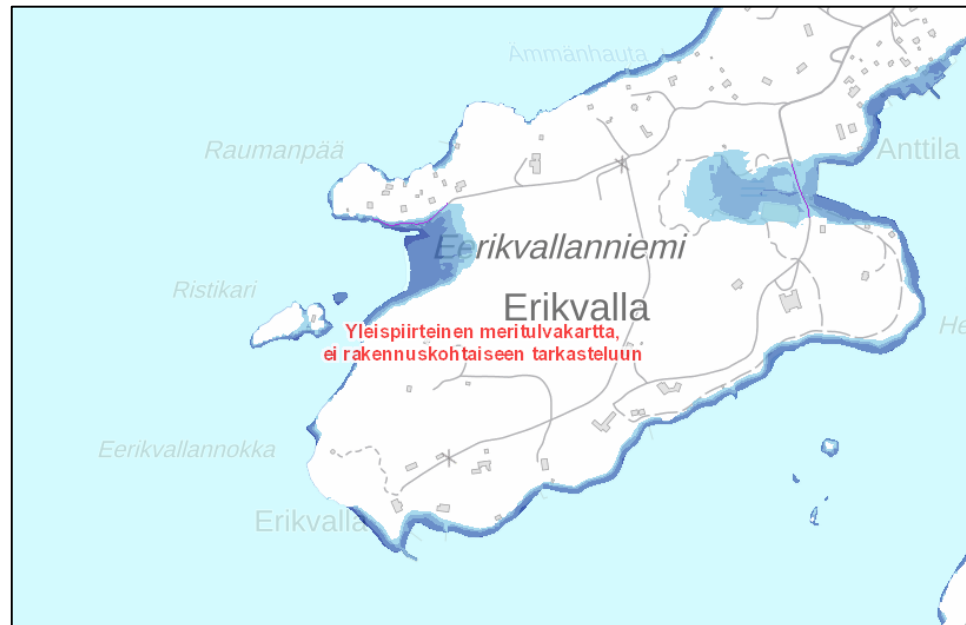 Ämmänhauta
Raumanpää
Anttila
Eerikvallanniemi
Ristikari
Erikvalla
He
Yleispiirteinen meritulvakartta,
ei rakennuskohtaiseen tarkasteluun
Eerikvallannokka
Erikvalla